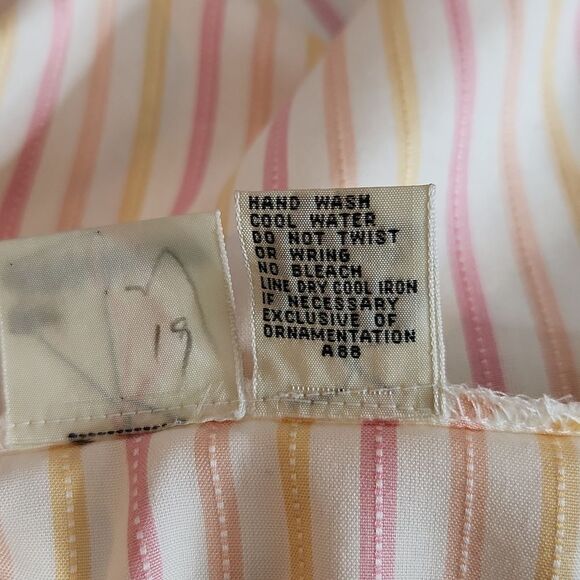 HAND WASH
COOL WATER
DO NOT TWIST
OR WRING
NO BLEACH
LINE DRY COOL IRON
IF NECESSARY
EXCLUSIVE OF
ORNAMENTATION
A88
19